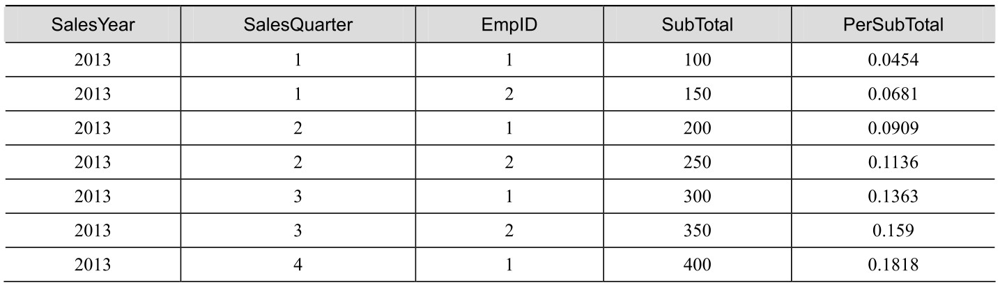 SalesYear SalesQuarter EmpID SubTotal PerSubTotal
2013 1 1 100 0.0454
2013 1 2 150 0.0681
2013 2 1 200 0.0909
2013 2 2 250 0.1136
2013 3 1 300 0.1363
2013 3 2 350 0.159
2013 4 1 400 0.1818